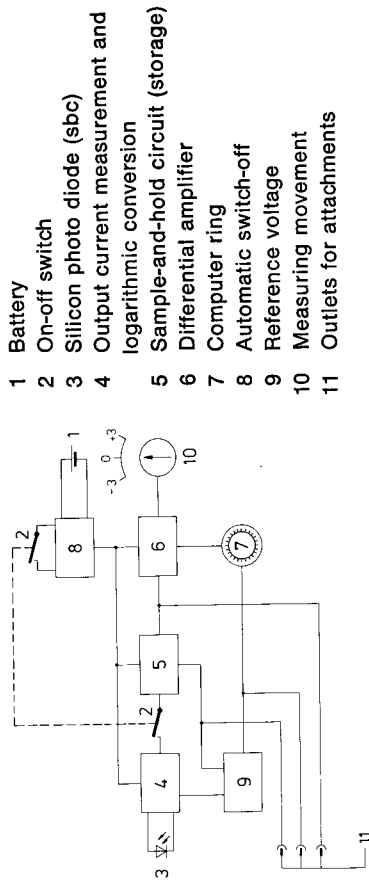 1 Battery
2 On-off switch
3 Silicon photo diode (sbc)
4 Output current measurement and
logarithmic conversion
5 Sample-and-hold circuit (storage)
6 Differential amplifier
7 Computer ring
8 Automatic switch-off
9 Reference voltage
10 Measuring movement
11 Outlets for attachments
2
1
8
-3 0 +3
10
6
7
5
2
4
9
3
11